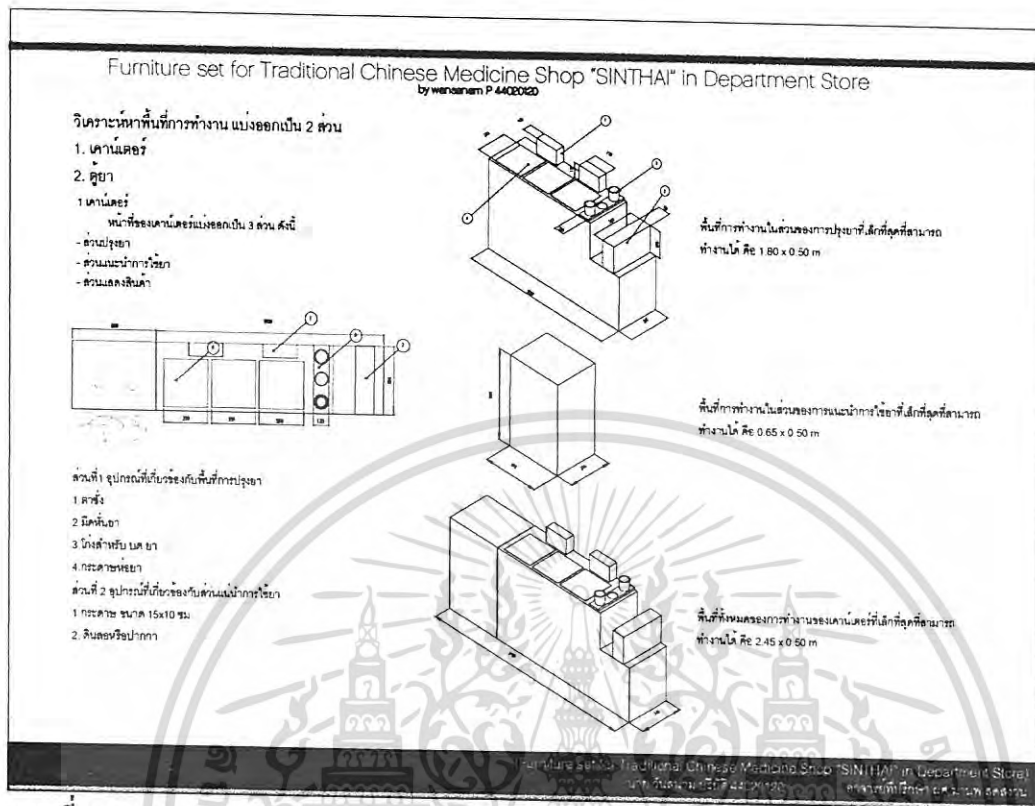 Furniture set for Traditional Chinese Medicine Shop "SINTHAI" in Department Store
by wansanam P 44020120
วิเคราะห์หาพื้นที่การทำงาน แบ่งออกเป็น 2 ส่วน
1. เคาน์เตอร์
2. ตู้ยา
1 เคาน์เตอร์
หน้าที่ของเคาน์เตอร์แบ่งออกเป็น 3 ส่วน ดังนี้
- ส่วนปรุงยา
- ส่วนแนะนำการใช้ยา
- ส่วนแสดงสินค้า
ส่วนที่1 อุปกรณ์ที่เกี่ยวข้องกับพื้นที่การปรุงยา
1 ตาชั่ง
2 มีดหั่นยา
3 โกร่งสำหรับ บด ยา
4. กระดาษห่อยา
ส่วนที่ 2 อุปกรณ์ที่เกี่ยวข้องกับส่วนแนะนำการใช้ยา
1 กระดาษ ขนาด 15x10 ซม
2. ดินสอหรือปากกา
พื้นที่การทำงานในส่วนของการปรุงยาที่เล็กที่สุดที่สามารถ
ทำงานได้ คือ 1.80 x 0.50 m
พื้นที่การทำงานในส่วนของการแนะนำการใช้ยาที่เล็กที่สุดที่สามารถ
ทำงานได้ คือ 0.65 x 0.50 m
พื้นที่ทั้งหมดของการทำงานของเคาน์เตอร์ที่เล็กที่สุดที่สามารถ
ทำงานได้ คือ 2.45 x 0.50 m
Furniture set for Traditional Chinese Medicine Shop "SINTHAI" in Department Store
อาจารย์ที่ปรึกษา